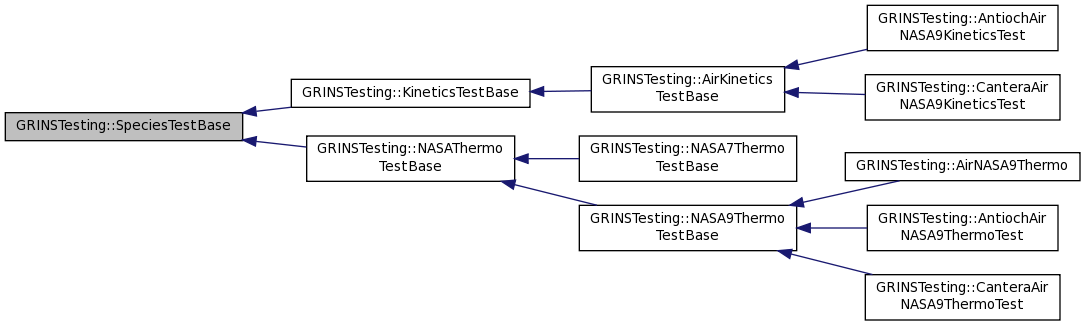 GRINSTesting::SpeciesTestBase
GRINSTesting::KineticsTestBase
GRINSTesting::NASAThermo
TestBase
GRINSTesting::AirKinetics
TestBase
GRINSTesting::NASA7Thermo
TestBase
GRINSTesting::NASA9Thermo
TestBase
GRINSTesting::AntiochAir
NASA9KineticsTest
GRINSTesting::CanteraAir
NASA9KineticsTest
GRINSTesting::AirNASA9Thermo
GRINSTesting::AntiochAir
NASA9ThermoTest
GRINSTesting::CanteraAir
NASA9ThermoTest